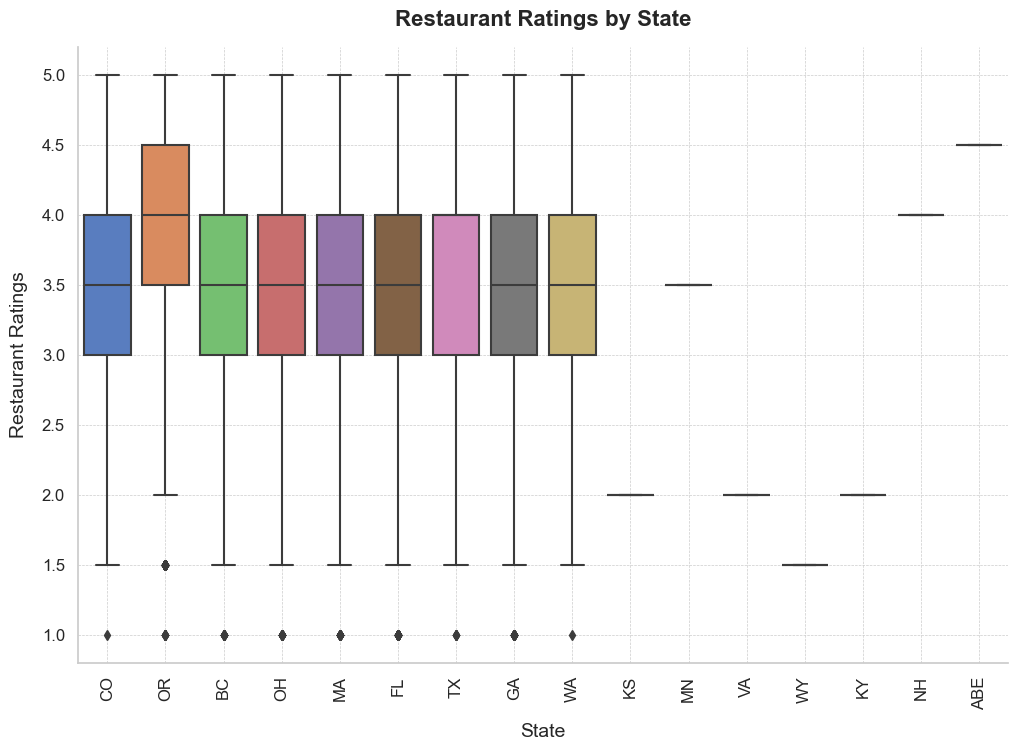 Restaurant Ratings by State
Restaurant Ratings
5.0
4.5
4.0
3.5
3.0
2.5
2.0
1.5
1.0
CO
OR
BC
OH
MA
FL
TX
GA
WA
KS
MN
VA
WY
KY
NH
ABE
State